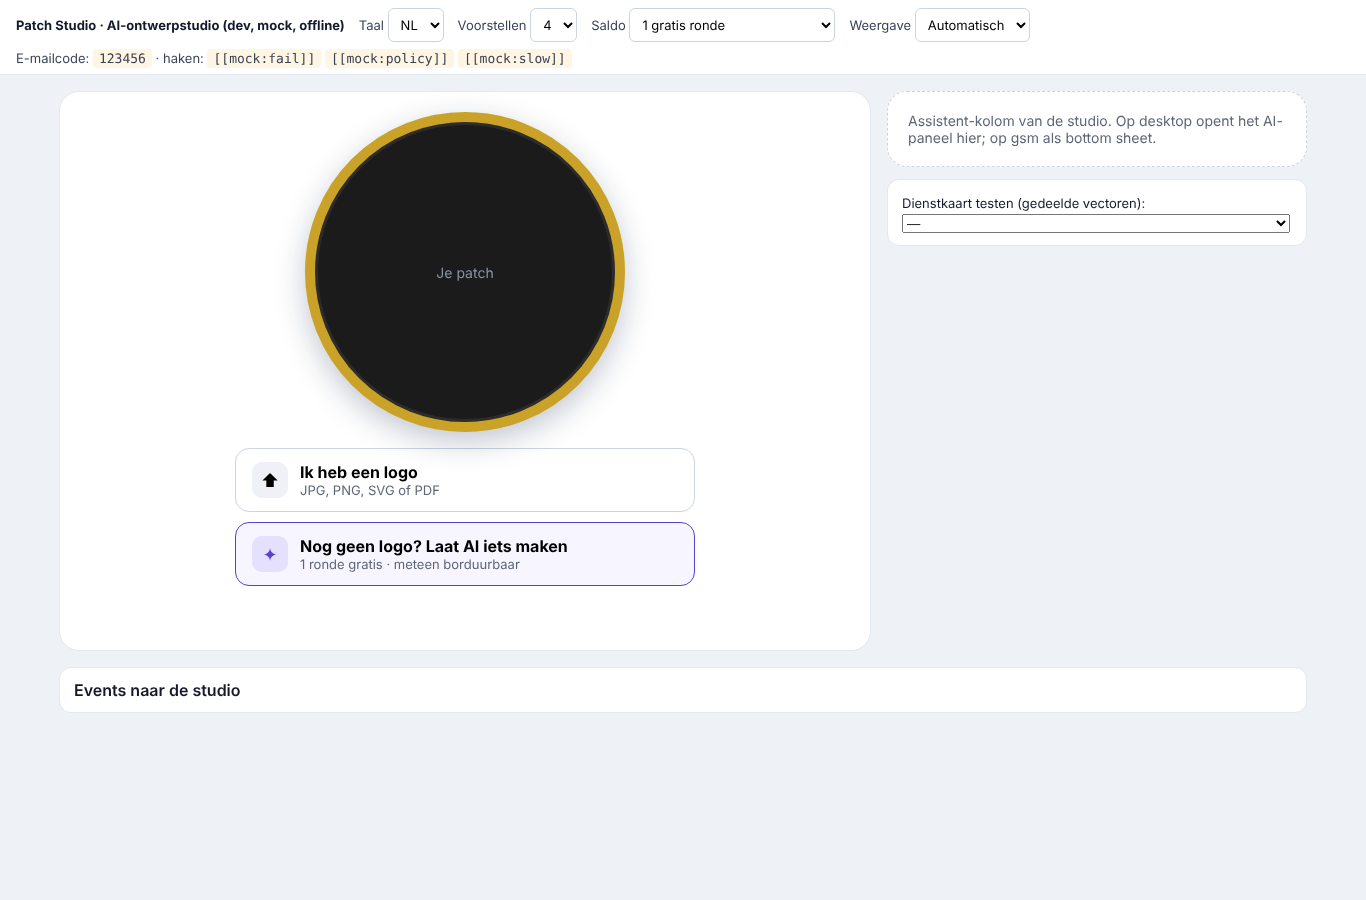 Patch Studio · AI-ontwerpstudio (dev, mock, offline) Taal NL Voorstellen 4 Saldo 1 gratis ronde Weergave Automatisch
E-mailcode: 123456 · haken: [[mock:fail]] [[mock:policy]] [[mock:slow]]
Je patch
Ik heb een logo
JPG, PNG, SVG of PDF
Nog geen logo? Laat AI iets maken
1 ronde gratis · meteen borduurbaar
Assistent-kolom van de studio. Op desktop opent het AI-
paneel hier; op gsm als bottom sheet.
Dienstkaart testen (gedeelde vectoren):
—
Events naar de studio